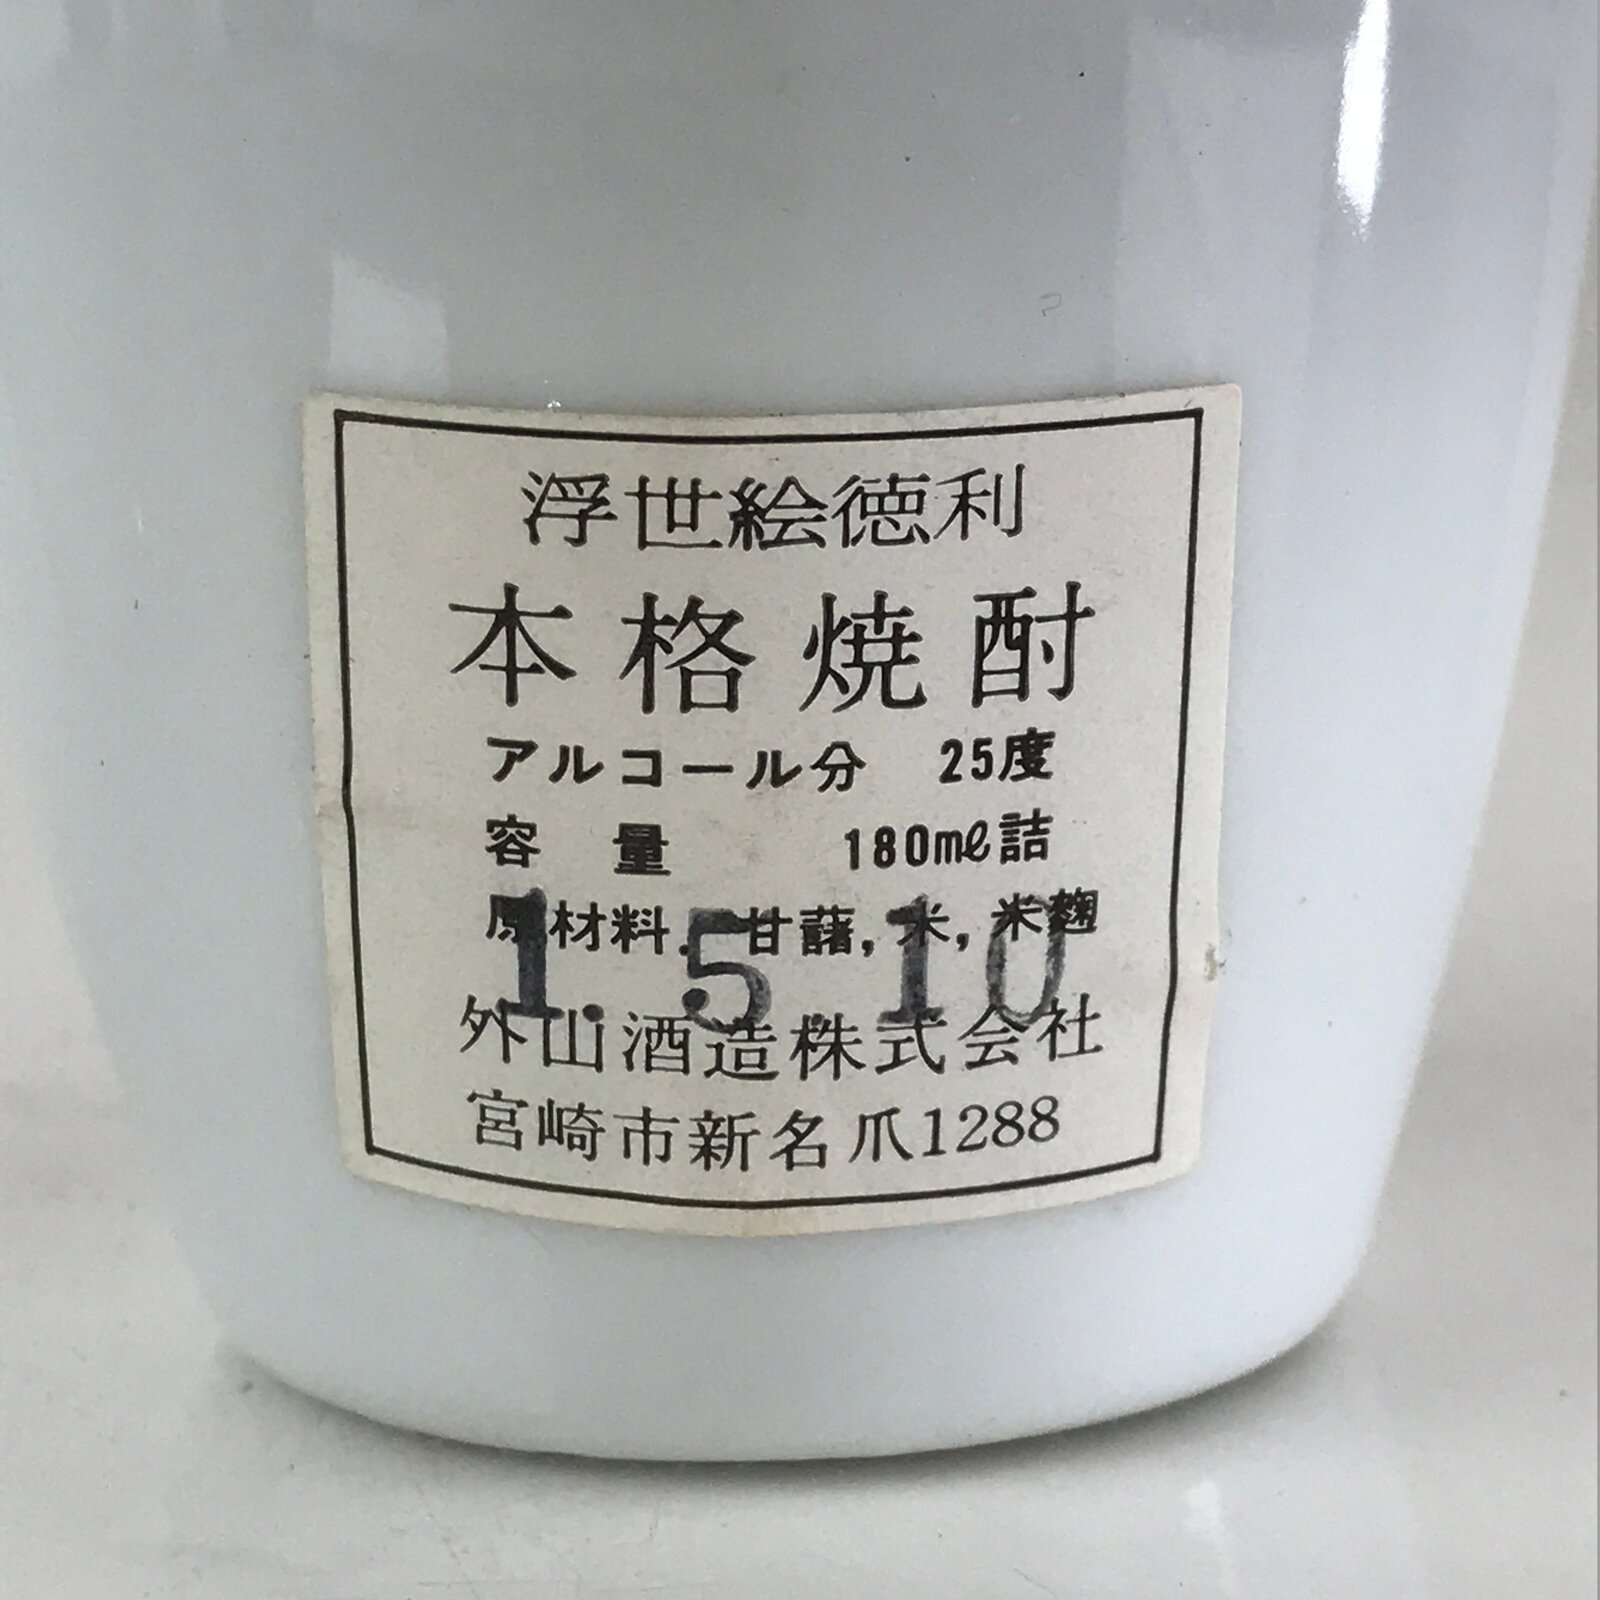 浮世絵徳利
本格焼酎
アルコール分 25度
容量 180mℓ詰
原材料. 甘藷,米,米麹
1. 5. 10
外山酒造株式会社
宮崎市新名爪1288